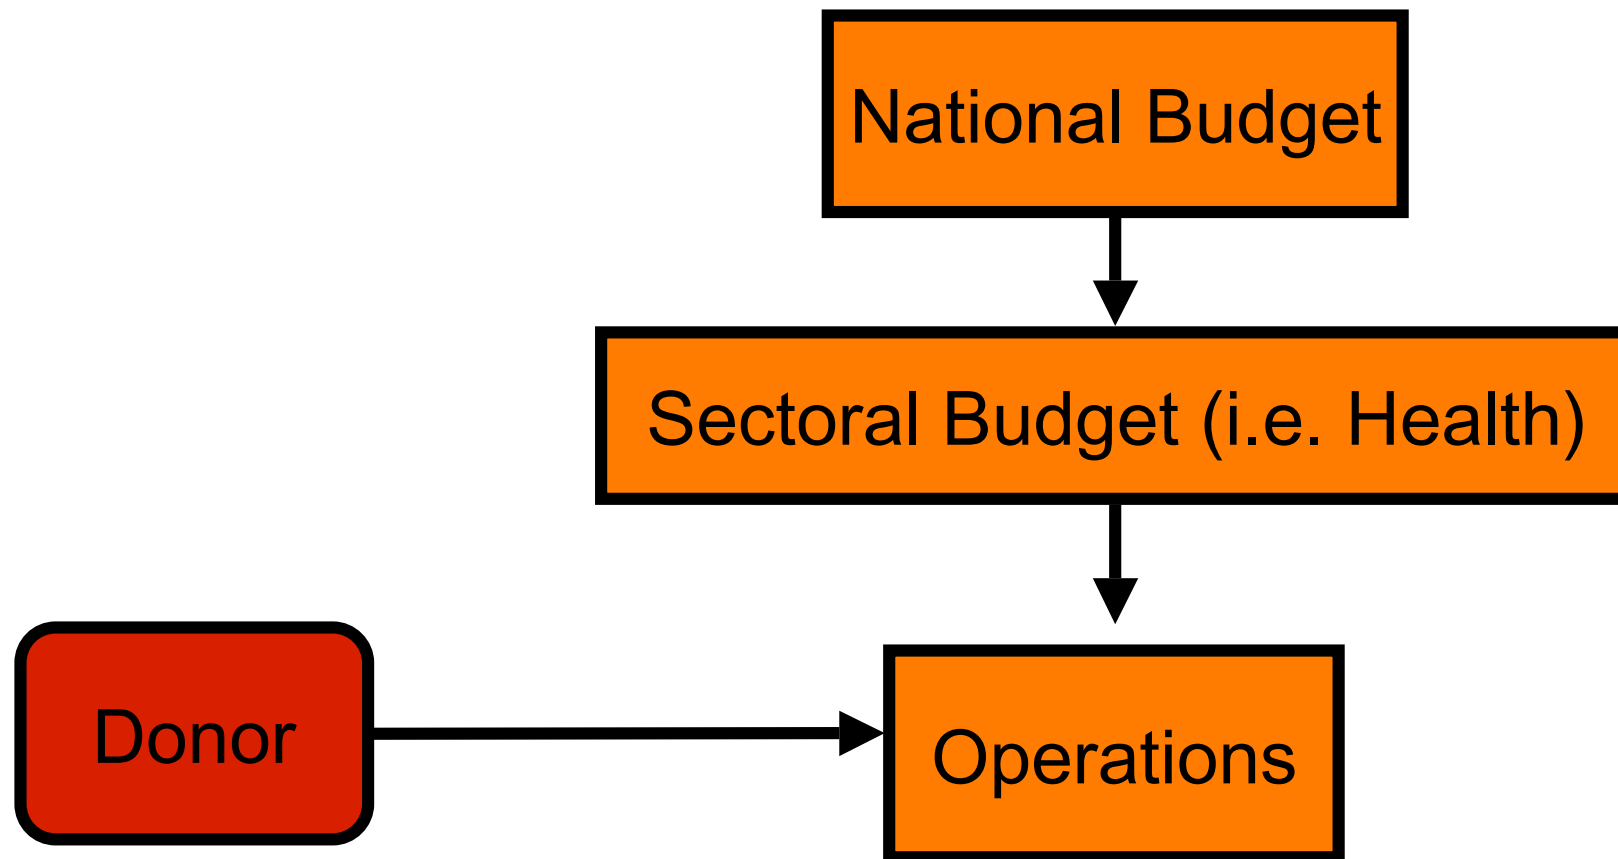 National Budget
Sectoral Budget (i.e. Health)
Donor
Operations